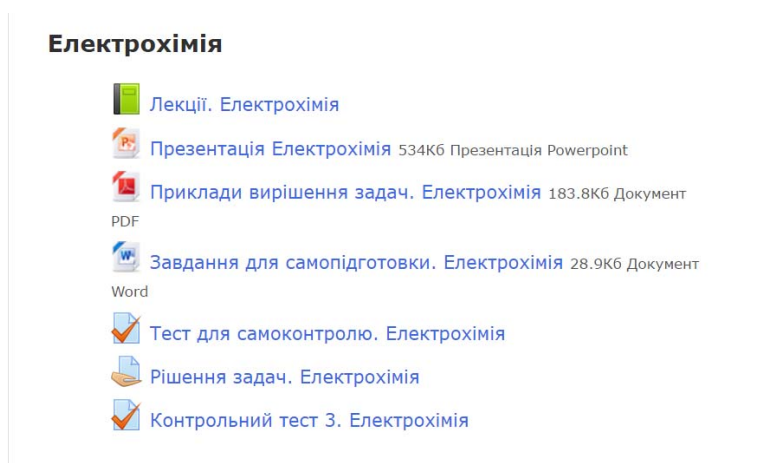 Електрохімія
Лекції. Електрохімія
Презентація Електрохімія 534Кб Презентація Powerpoint
Приклади вирішення задач. Електрохімія 183.8Кб Документ
PDF
Завдання для самопідготовки. Електрохімія 28.9Кб Документ
Word
Тест для самоконтролю. Електрохімія
Рішення задач. Електрохімія
Контрольний тест 3. Електрохімія